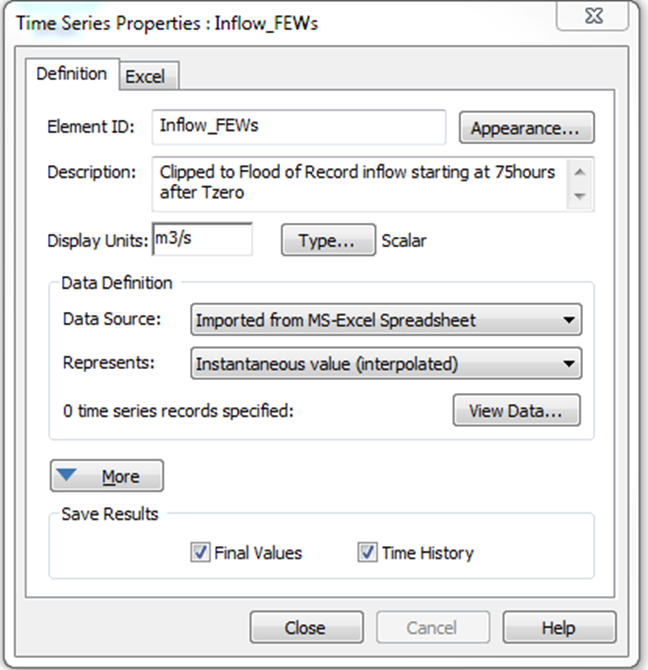 Time Series Properties : Inflow_FEWs
Definition
Excel
Element ID:
Inflow_FEWs
Appearance...
Description:
Clipped to Flood of Record inflow starting at 75hours
after Tzero
Display Units:
m3/s
Type...
Scalar
Data Definition
Data Source:
Imported from MS-Excel Spreadsheet
Represents:
Instantaneous value (interpolated)
0 time series records specified:
View Data...
More
Save Results
Final Values
Time History
Close
Cancel
Help